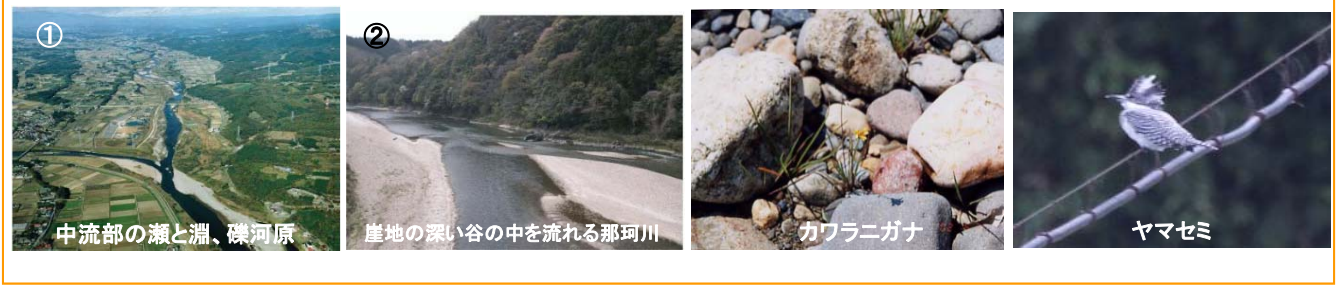 ①
中流部の瀬と淵、礫河原
②
崖地の深い谷の中を流れる那珂川
カワラニガナ
ヤマセミ